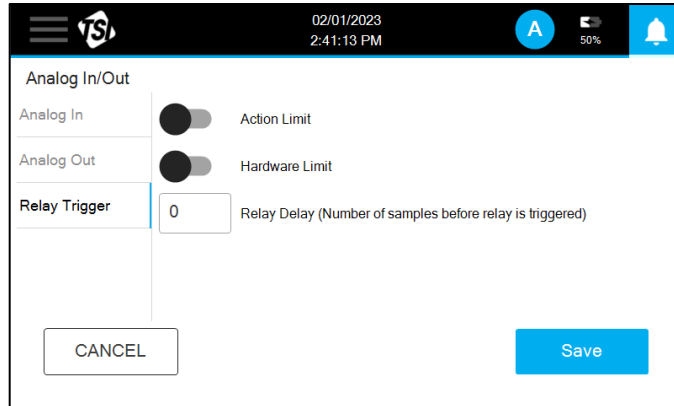 TSI
02/01/2023
2:41:13 PM
A
50%
Analog In/Out
Analog In
Action Limit
Analog Out
Hardware Limit
Relay Trigger
0
Relay Delay (Number of samples before relay is triggered)
CANCEL
Save